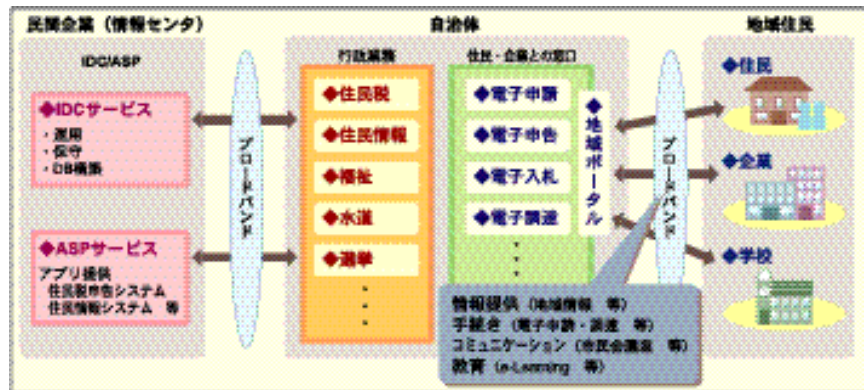 民間企業（情報センタ）
IDC/ASP
◆IDCサービス
・運用
・保守
・DB構築
◆ASPサービス
アプリ提供
住民税申告システム
住民情報システム 等
ブロードバンド
自治体
行政業務
◆住民税
◆住民情報
◆福祉
◆水道
◆選挙
・
・
・
住民・企業との窓口
◆電子申請
◆電子申告
◆電子入札
◆電子調達
・
・
・
◆地域ポータル
ブロードバンド
情報提供（地域情報 等）
手続き（電子申請・調達 等）
コミュニケーション（市民会議室 等）
教育（e-Learning 等）
地域住民
◆住民
◆企業
◆学校